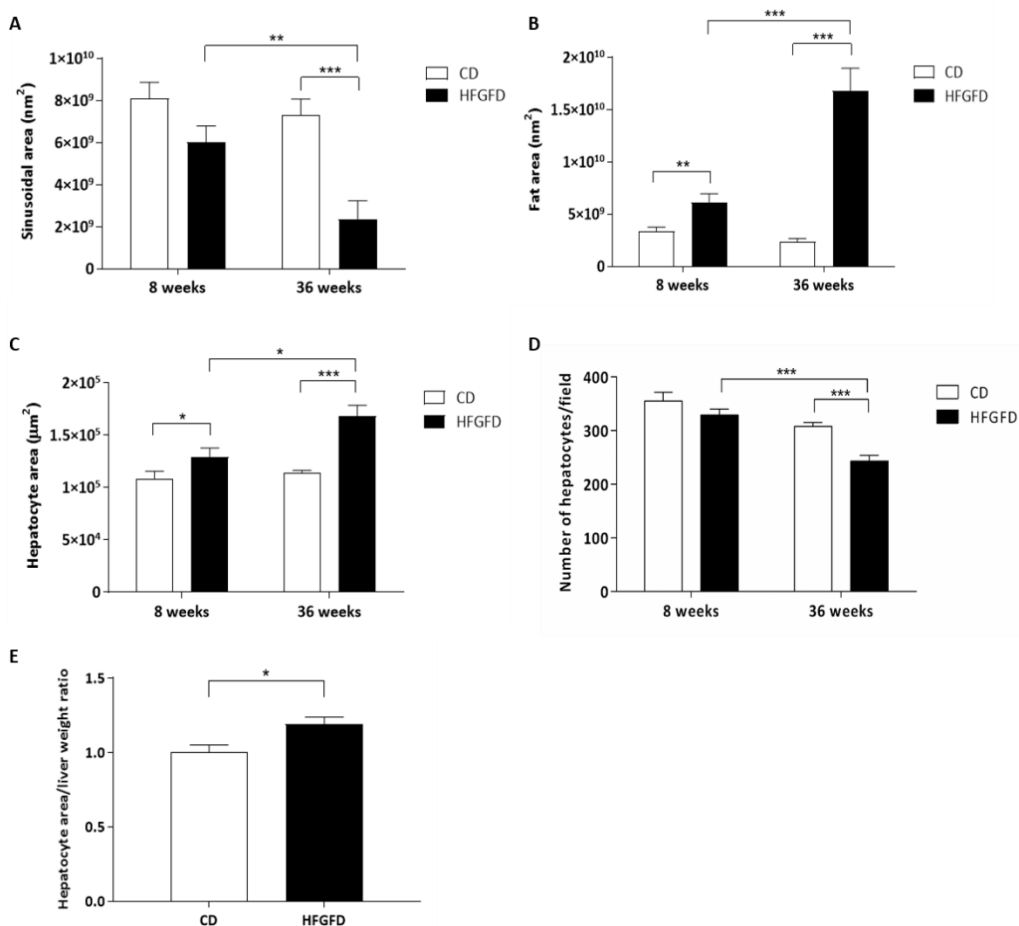 A
Sinusoidal area (nm²)
1×10¹⁰
8×10⁹
6×10⁹
4×10⁹
2×10⁹
0
**
***
CD
HFGFD
8 weeks
36 weeks
B
Fat area (nm²)
2×10¹⁰
1.5×10¹⁰
1×10¹⁰
5×10⁹
0
***
***
**
CD
HFGFD
8 weeks
36 weeks
C
Hepatocyte area (µm²)
2×10⁵
1.5×10⁵
1×10⁵
5×10⁴
0
*
***
*
CD
HFGFD
8 weeks
36 weeks
D
Number of hepatocytes/field
400
300
200
100
0
***
***
CD
HFGFD
8 weeks
36 weeks
E
Hepatocyte area/liver weight ratio
1.5
1.0
0.5
0.0
*
CD
HFGFD